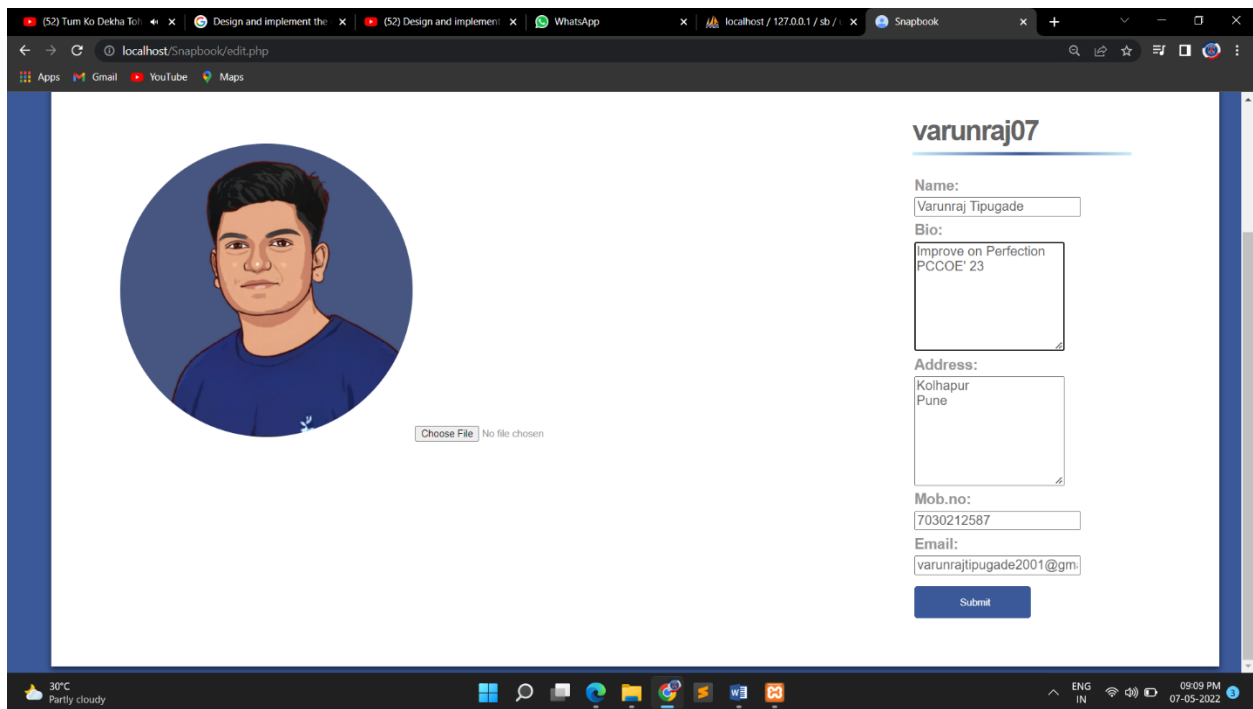 (52) Tum Ko Dekha Toh
Design and implement the
(52) Design and implement
WhatsApp
localhost / 127.0.0.1 / sb /
Snapbook
localhost/Snapbook/edit.php
Apps
Gmail
YouTube
Maps
varunraj07
Name:
Varunraj Tipugade
Bio:
Improve on Perfection
PCCOE' 23
Address:
Kolhapur
Pune
Mob.no:
7030212587
Email:
varunrajtipugade2001@gm
Submit
Choose File No file chosen
30°C
Partly cloudy
ENG
IN
09:09 PM
07-05-2022
3